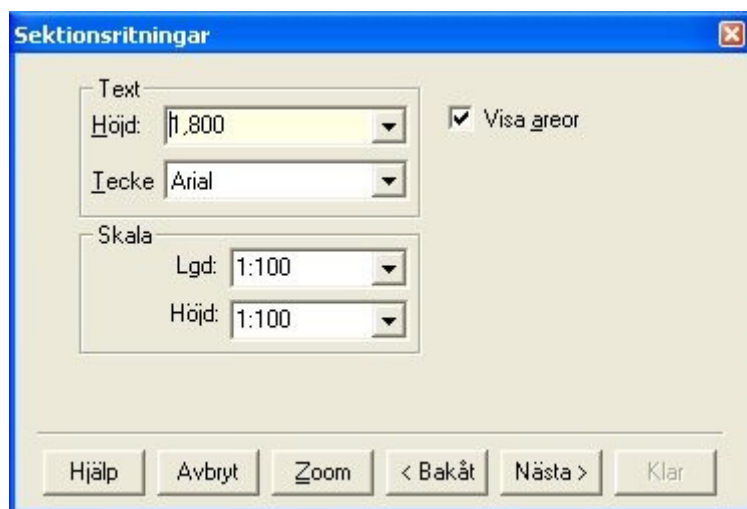 Sektionsritningar
Text
Höjd: 1,800
Visa areor
Tecke Arial
Skala
Lgd: 1:100
Höjd: 1:100
Hjälp Avbryt Zoom < Bakåt Nästa > Klar